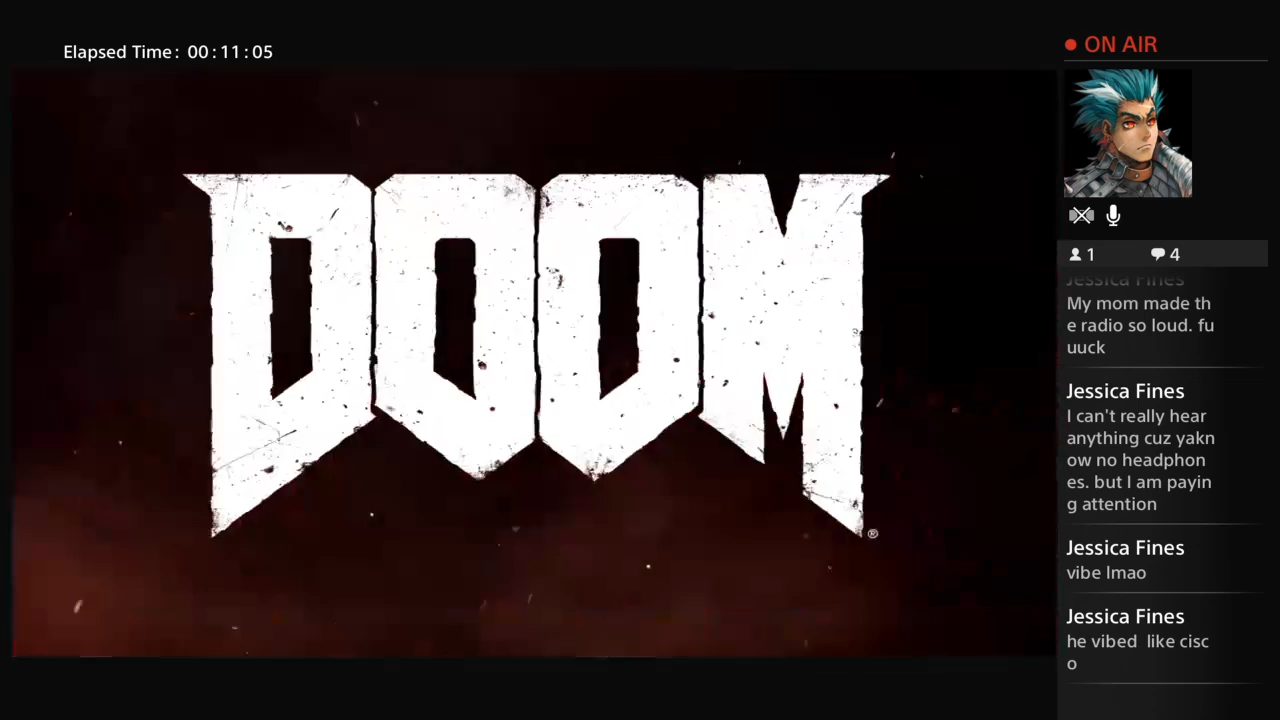 Elapsed Time: 00:11:05
ON AIR
DOOM
®
1
4
Jessica Fines
My mom made th
e radio so loud. fu
uuck
Jessica Fines
I can't really hear
anything cuz yakn
ow no headphon
es. but I am payin
g attention
Jessica Fines
vibe lmao
Jessica Fines
he vibed  like cisc
o